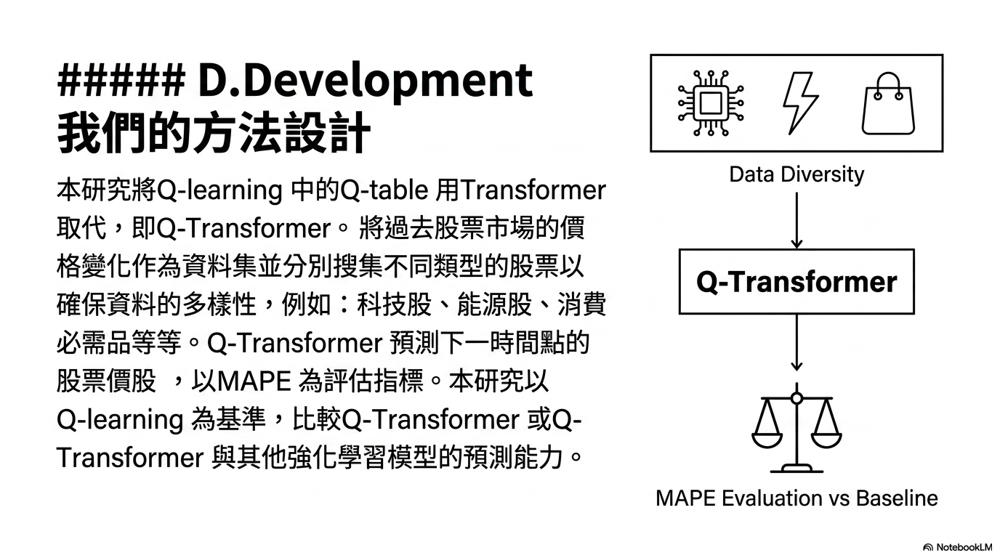 ##### D.Development
我們的方法設計
本研究將Q-learning 中的Q-table 用Transformer
取代，即Q-Transformer。 將過去股票市場的價
格變化作為資料集並分別搜集不同類型的股票以
確保資料的多樣性，例如：科技股、能源股、消費
必需品等等。Q-Transformer 預測下一時間點的
股票價股 ，以MAPE 為評估指標。本研究以
Q-learning 為基準，比較Q-Transformer 或Q-
Transformer 與其他強化學習模型的預測能力。
Data Diversity
Q-Transformer
MAPE Evaluation vs Baseline
NotebookLM